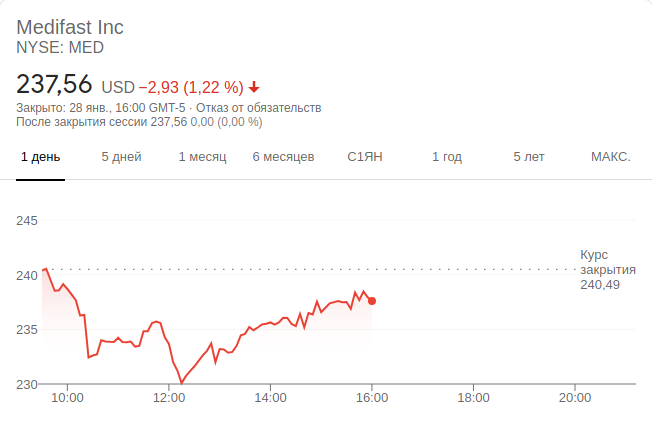 Medifast Inc
NYSE: MED
237,56 USD −2,93 (1,22 %)
Закрыто: 28 янв., 16:00 GMT-5 · Отказ от обязательств
После закрытия сессии 237,56 0,00 (0,00 %)
1 день 5 дней 1 месяц 6 месяцев С1ЯН 1 год 5 лет МАКС.
245
Курс
240 закрытия
240,49
235
230
10:00 12:00 14:00 16:00 18:00 20:00